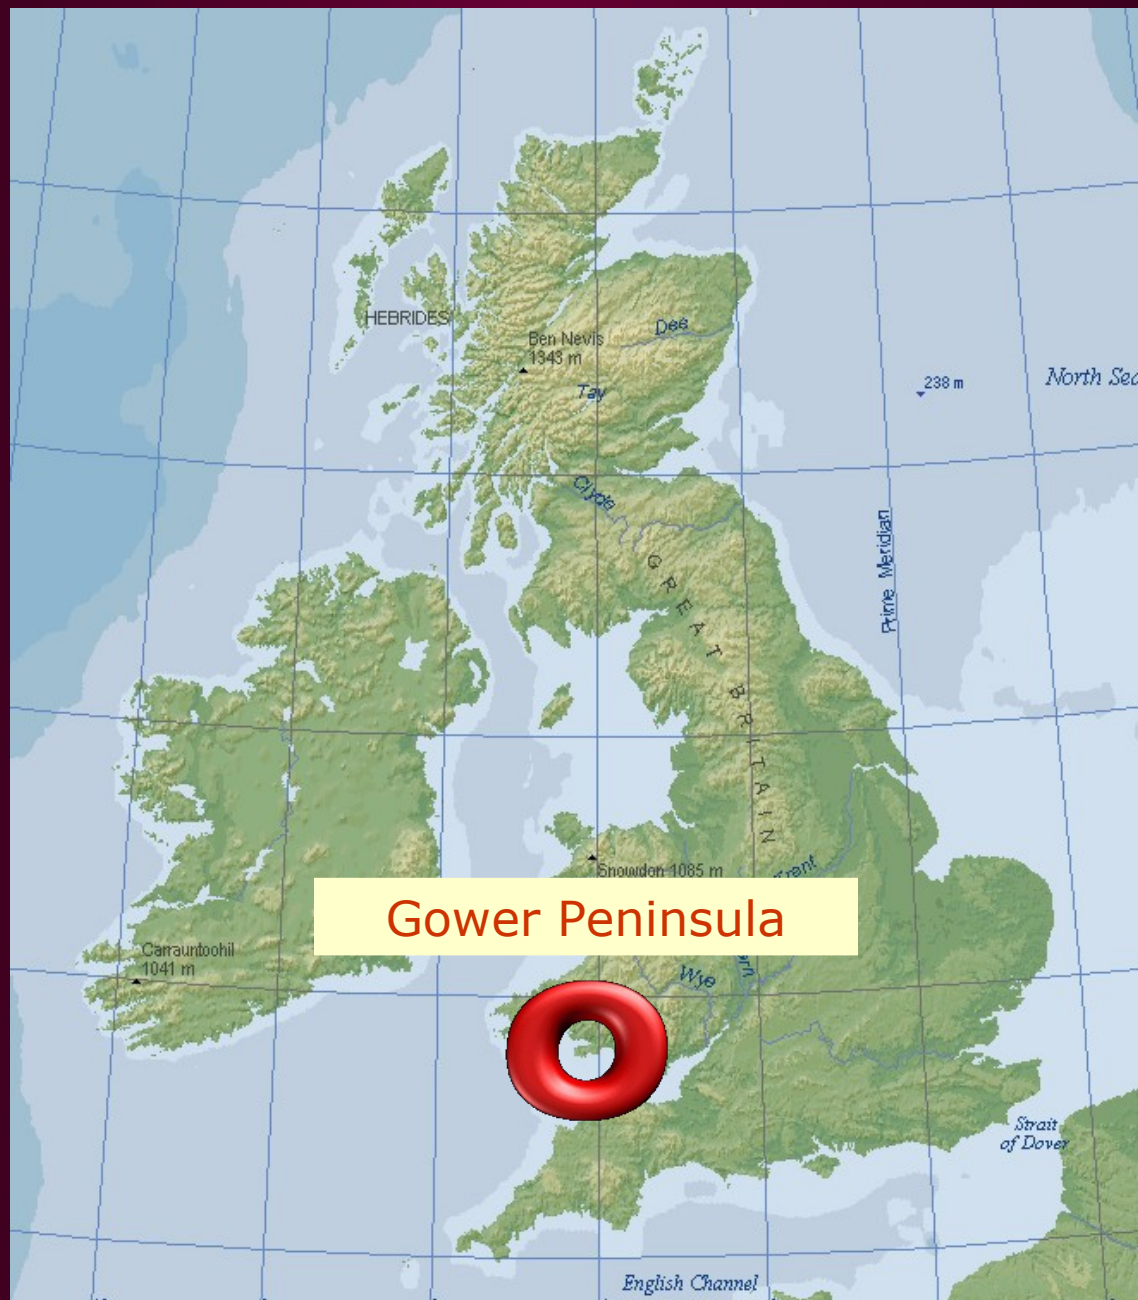 HEBRIDES
Ben Nevis
1343 m
Dee
Tay
238 m
North Sea
Clyde
Prime Meridian
GREAT BRITAIN
Snowdon 1085 m
Trent
Gower Peninsula
Carrauntoohil
1041 m
Wye
Strait
of Dover
English Channel